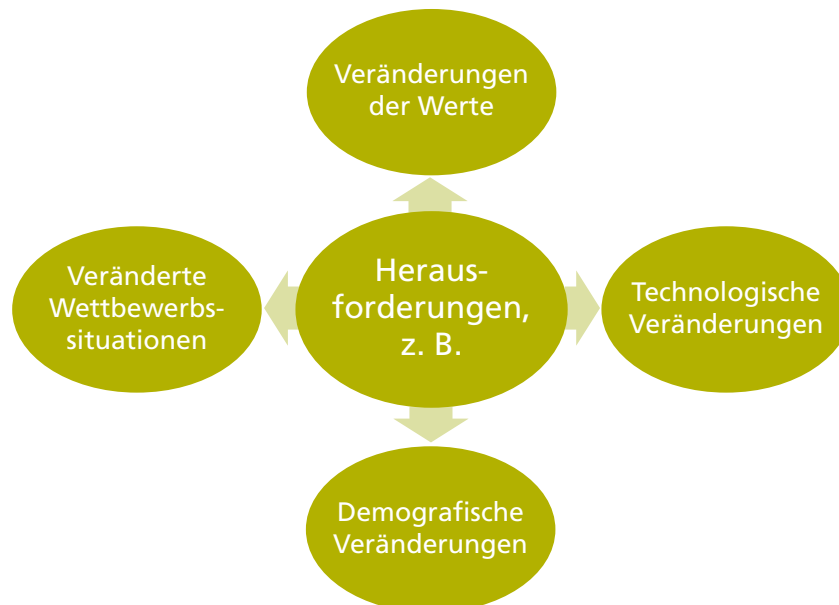 Veränderungen
der Werte
Veränderte
Wettbewerbs-
situationen
Heraus-
forderungen,
z. B.
Technologische
Veränderungen
Demografische
Veränderungen